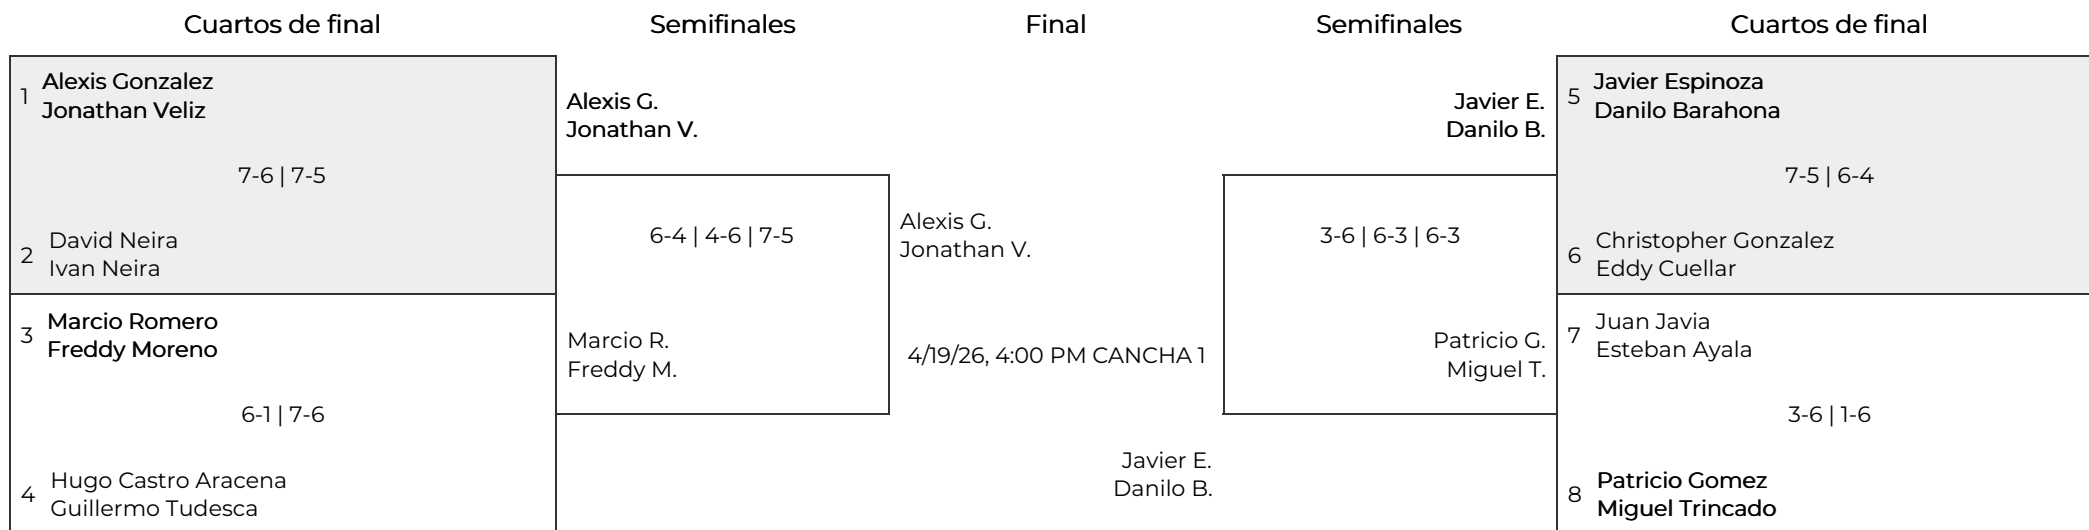 Cuartos de final
Semifinales
Final
Semifinales
Cuartos de final
1
Alexis Gonzalez
Jonathan Veliz
7-6 | 7-5
2
David Neira
Ivan Neira
3
Marcio Romero
Freddy Moreno
6-1 | 7-6
4
Hugo Castro Aracena
Guillermo Tudesca
Alexis G.
Jonathan V.
6-4 | 4-6 | 7-5
Marcio R.
Freddy M.
Alexis G.
Jonathan V.
4/19/26, 4:00 PM CANCHA 1
Javier E.
Danilo B.
Javier E.
Danilo B.
3-6 | 6-3 | 6-3
Patricio G.
Miguel T.
5
Javier Espinoza
Danilo Barahona
7-5 | 6-4
6
Christopher Gonzalez
Eddy Cuellar
7
Juan Javia
Esteban Ayala
3-6 | 1-6
8
Patricio Gomez
Miguel Trincado